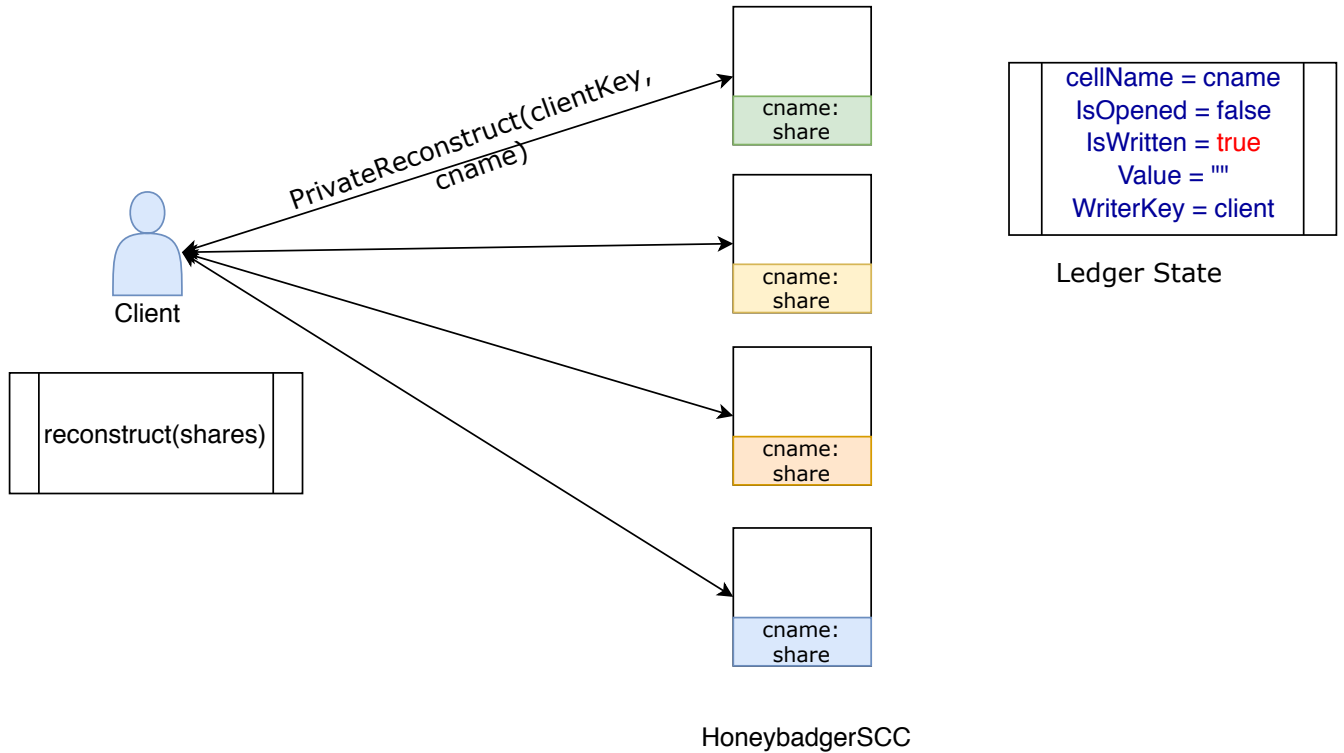 PrivateReconstruct(clientKey,
cname)
Client
reconstruct(shares)
cname:
share
cname:
share
cname:
share
cname:
share
HoneybadgerSCC
cellName = cname
IsOpened = false
IsWritten = true
Value = ""
WriterKey = client
Ledger State